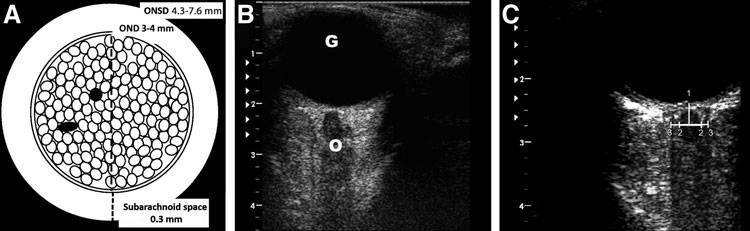 A
ONSD 4.3-7.6 mm
OND 3-4 mm
Subarachnoid space
0.3 mm
B
G
O
1
2
3
4
C
1
3 2 2 3
2
3
4